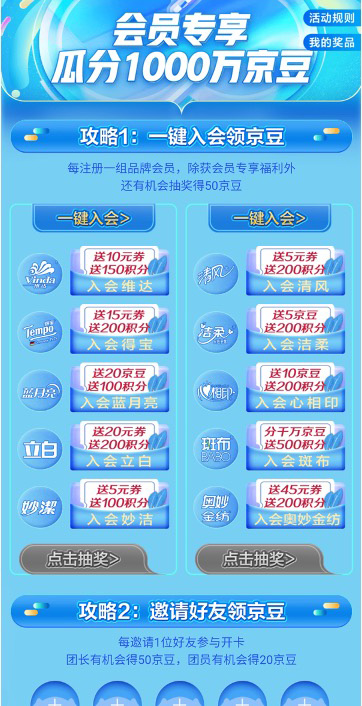 会员专享
瓜分1000万京豆
活动规则
我的奖品
攻略1：一键入会领京豆
每注册一组品牌会员，除获会员专享福利外
还有机会抽奖得50京豆
一键入会>
Vinda
维达
送10元券
送150积分
入会维达
Tempo
得宝
送15元券
送200积分
入会得宝
蓝月亮
送20京豆
送100积分
入会蓝月亮
立白
送20元券
送200积分
入会立白
妙潔
送5元券
送100积分
入会妙洁
点击抽奖>
一键入会>
清风
送5元券
送200积分
入会清风
洁柔
送5京豆
送200积分
入会洁柔
心相印
送10京豆
送200积分
入会心相印
斑布
BABO
分千万京豆
送500积分
入会斑布
奥妙
金纺
送45元券
送200积分
入会奥妙金纺
点击抽奖>
攻略2：邀请好友领京豆
每邀请1位好友参与开卡
团长有机会得50京豆，团员有机会得20京豆